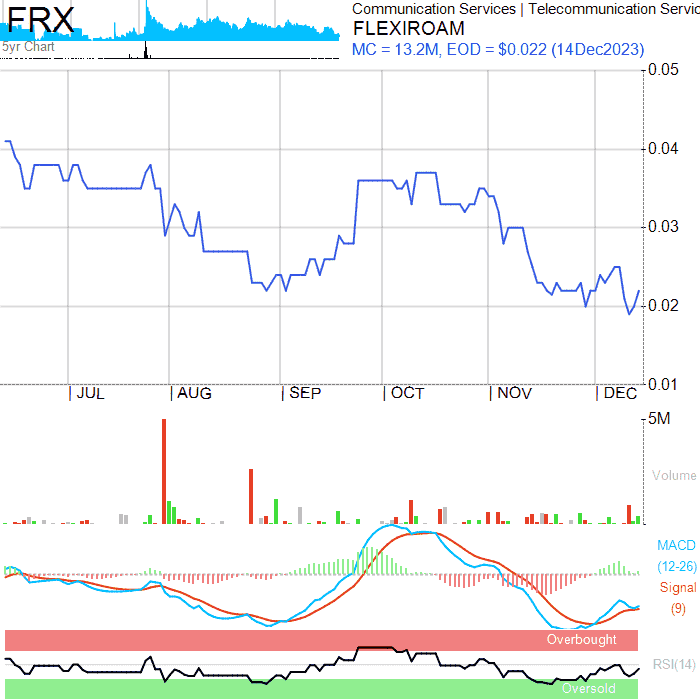 FRX
5yr Chart
Communication Services | Telecommunication Servic
FLEXIROAM
MC = 13.2M, EOD = $0.022 (14Dec2023)
0.05
0.04
0.03
0.02
0.01
| JUL | AUG | SEP | OCT | NOV | DEC
5M
Volume
MACD
(12-26)
Signal
(9)
Overbought
RSI(14)
Oversold